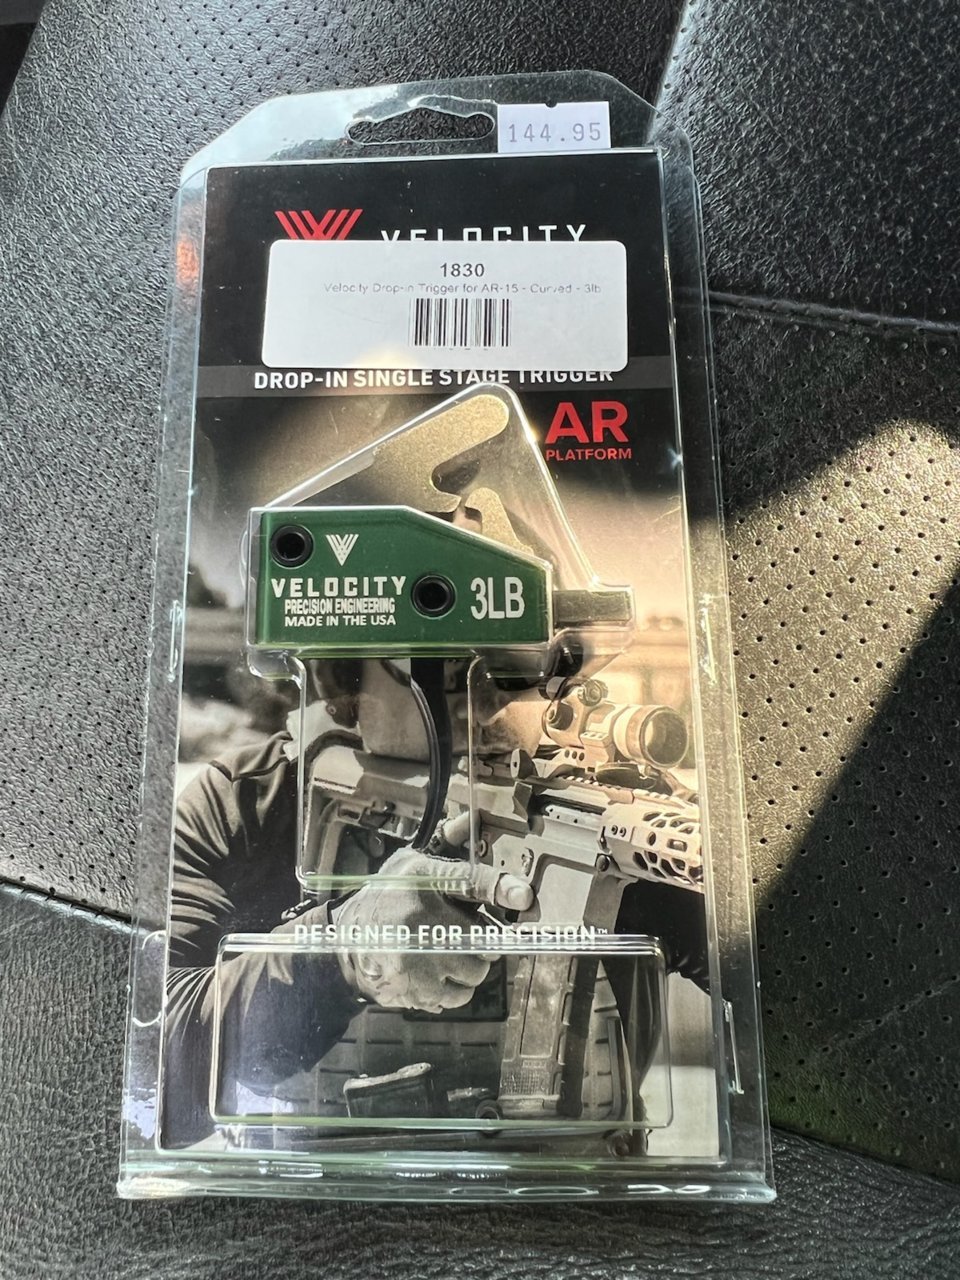 144.95
VELOCITY
1830
Velocity Drop-in Trigger for AR-15 - Curved - 3lb
DROP-IN SINGLE STAGE TRIGGER
AR
PLATFORM
VELOCITY
PRECISION ENGINEERING
MADE IN THE USA
3LB
DESIGNED FOR PRECISION™